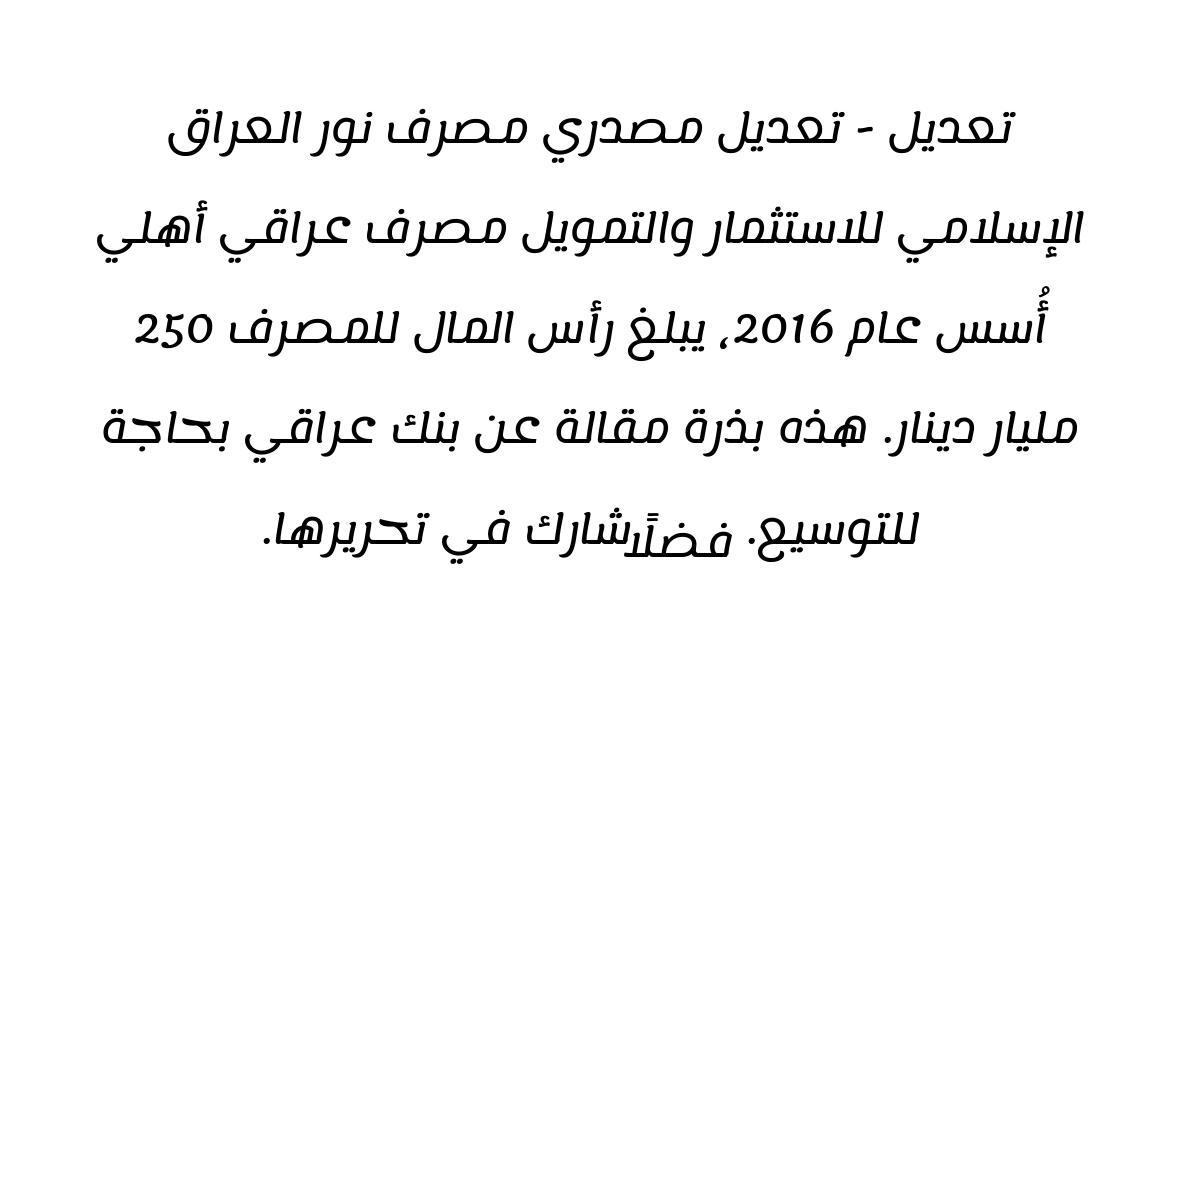 تعديل - تعديل مصدري مصرف نور العراق
الإسلامي للاستثمار والتمويل مصرف عراقي أهلي
أُسس عام 2016، يبلغ رأس المال للمصرف 250
مليار دينار. هذه بذرة مقالة عن بنك عراقي بحاجة
للتوسيع. فضلًا شارك في تحريرها.